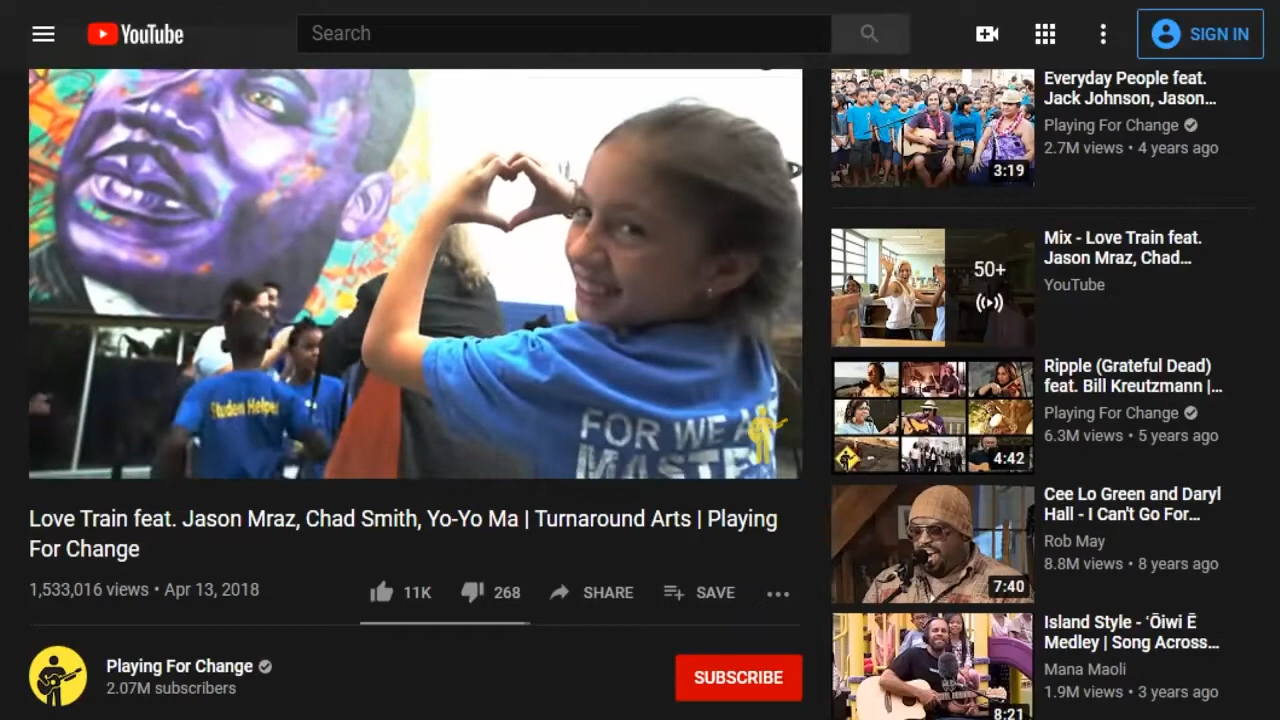 YouTube
Search
SIGN IN
Student Helper
FOR WE A
MASTE
Love Train feat. Jason Mraz, Chad Smith, Yo-Yo Ma | Turnaround Arts | Playing
For Change
1,533,016 views • Apr 13, 2018
11K
268
SHARE
SAVE
Playing For Change
2.07M subscribers
SUBSCRIBE
Everyday People feat.
Jack Johnson, Jason...
Playing For Change
2.7M views • 4 years ago
3:19
Mix - Love Train feat.
Jason Mraz, Chad...
YouTube
50+
Ripple (Grateful Dead)
feat. Bill Kreutzmann |...
Playing For Change
6.3M views • 5 years ago
4:42
Cee Lo Green and Daryl
Hall - I Can't Go For...
Rob May
8.8M views • 8 years ago
7:40
Island Style - ʻŌiwi Ē
Medley | Song Across...
Mana Maoli
1.9M views • 3 years ago
8:21